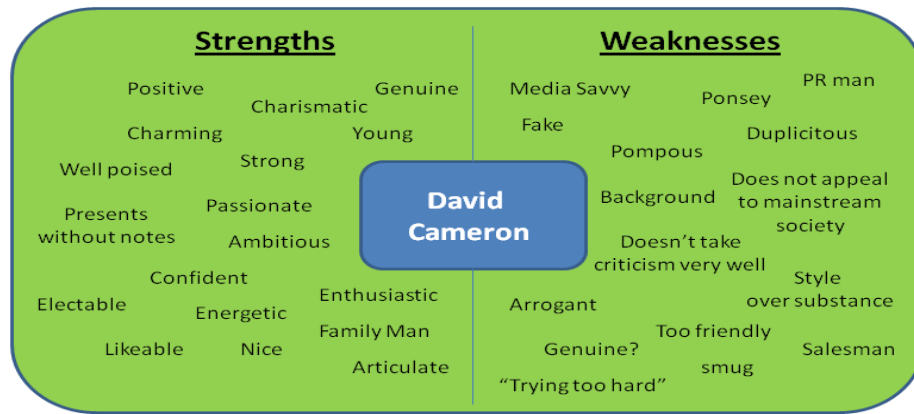 Strengths
Positive
Genuine
Charismatic
Charming
Young
Well poised
Strong
Presents
without notes
Passionate
Ambitious
Confident
Electable
Energetic
Enthusiastic
Family Man
Likeable
Nice
Articulate
David
Cameron
Weaknesses
Media Savvy
Ponsey
PR man
Fake
Duplicitous
Pompous
Background
Does not appeal
to mainstream
society
Doesn’t take
criticism very well
Style
over substance
Arrogant
Too friendly
Genuine?
smug
Salesman
“Trying too hard”